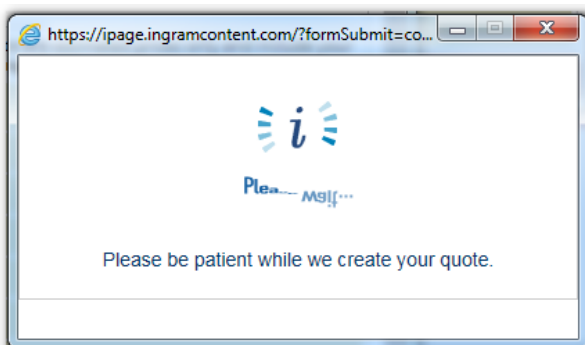 https://ipage.ingramcontent.com/?formSubmit=co...
i
Please be patient while we create your quote.